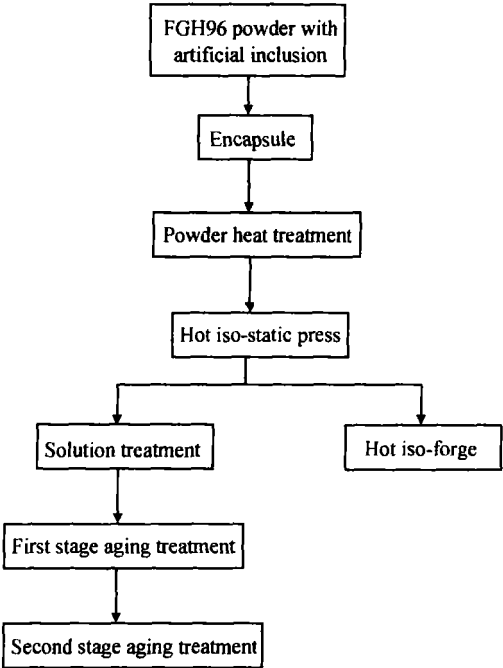 FGH96 powder with
artificial inclusion
Encapsule
Powder heat treatment
Hot iso-static press
Solution treatment
Hot iso-forge
First stage aging treatment
Second stage aging treatment